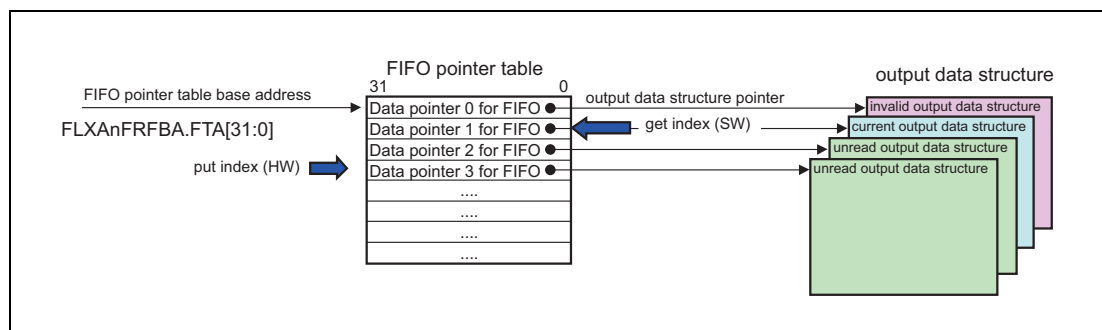 FIFO pointer table
31 0
output data structure
FIFO pointer table base address
FLXAnFRFBA.FTA[31:0]
put index (HW)
Data pointer 0 for FIFO
Data pointer 1 for FIFO
Data pointer 2 for FIFO
Data pointer 3 for FIFO
....
....
....
....
output data structure pointer
get index (SW)
invalid output data structure
current output data structure
unread output data structure
unread output data structure